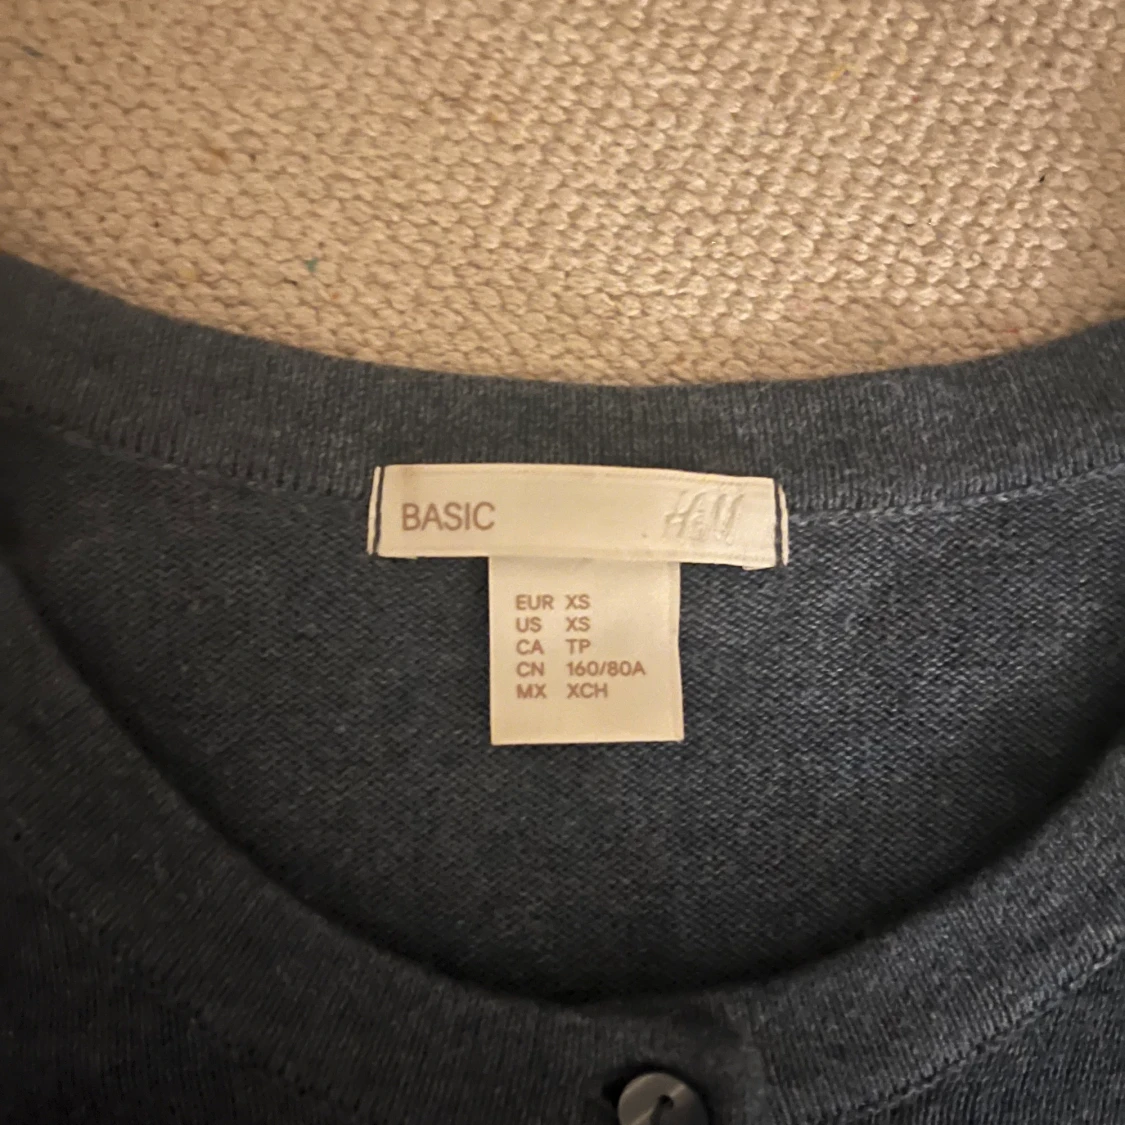 BASIC H&M
EUR XS
US XS
CA TP
CN 160/80A
MX XCH